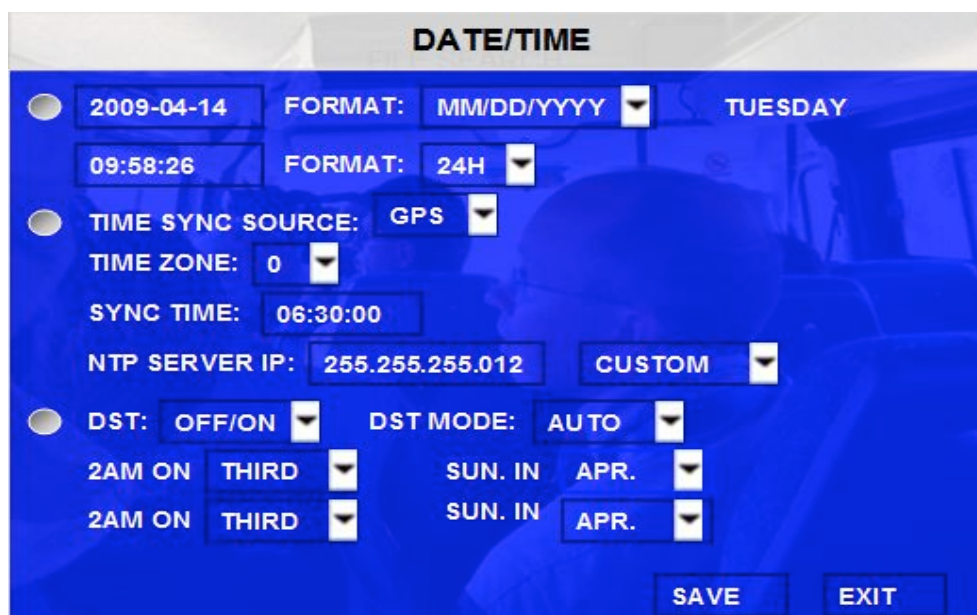 DATE/TIME
2009-04-14 FORMAT: MM/DD/YYYY TUESDAY
09:58:26 FORMAT: 24H
TIME SYNC SOURCE: GPS
TIME ZONE: 0
SYNC TIME: 06:30:00
NTP SERVER IP: 255.255.255.012 CUSTOM
DST: OFF/ON DST MODE: AUTO
2AM ON THIRD SUN. IN APR.
2AM ON THIRD SUN. IN APR.
SAVE EXIT